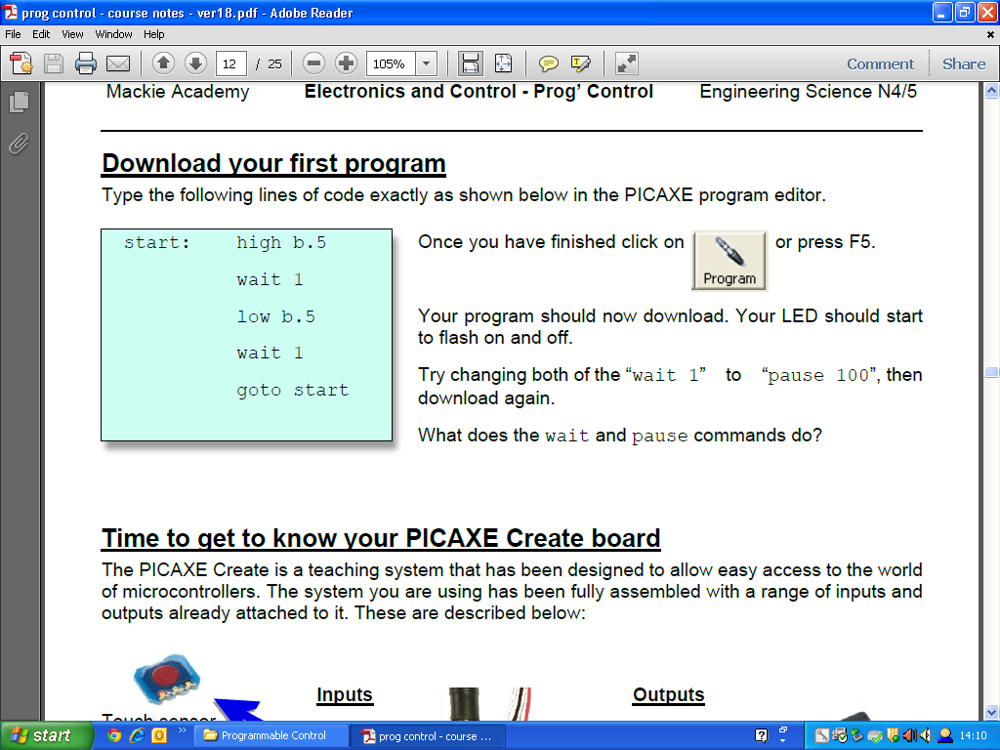 prog control - course notes - ver18.pdf - Adobe Reader
File Edit View Window Help
12 / 25 105% Comment Share
Mackie Academy Electronics and Control - Prog’ Control Engineering Science N4/5
Download your first program
Type the following lines of code exactly as shown below in the PICAXE program editor.
start: high b.5
wait 1
low b.5
wait 1
goto start
Once you have finished click on Program or press F5.
Your program should now download. Your LED should start
to flash on and off.
Try changing both of the “wait 1” to “pause 100”, then
download again.
What does the wait and pause commands do?
Time to get to know your PICAXE Create board
The PICAXE Create is a teaching system that has been designed to allow easy access to the world
of microcontrollers. The system you are using has been fully assembled with a range of inputs and
outputs already attached to it. These are described below:
Inputs Outputs
Touch sensor
start Programmable Control prog control - course ... 14:10